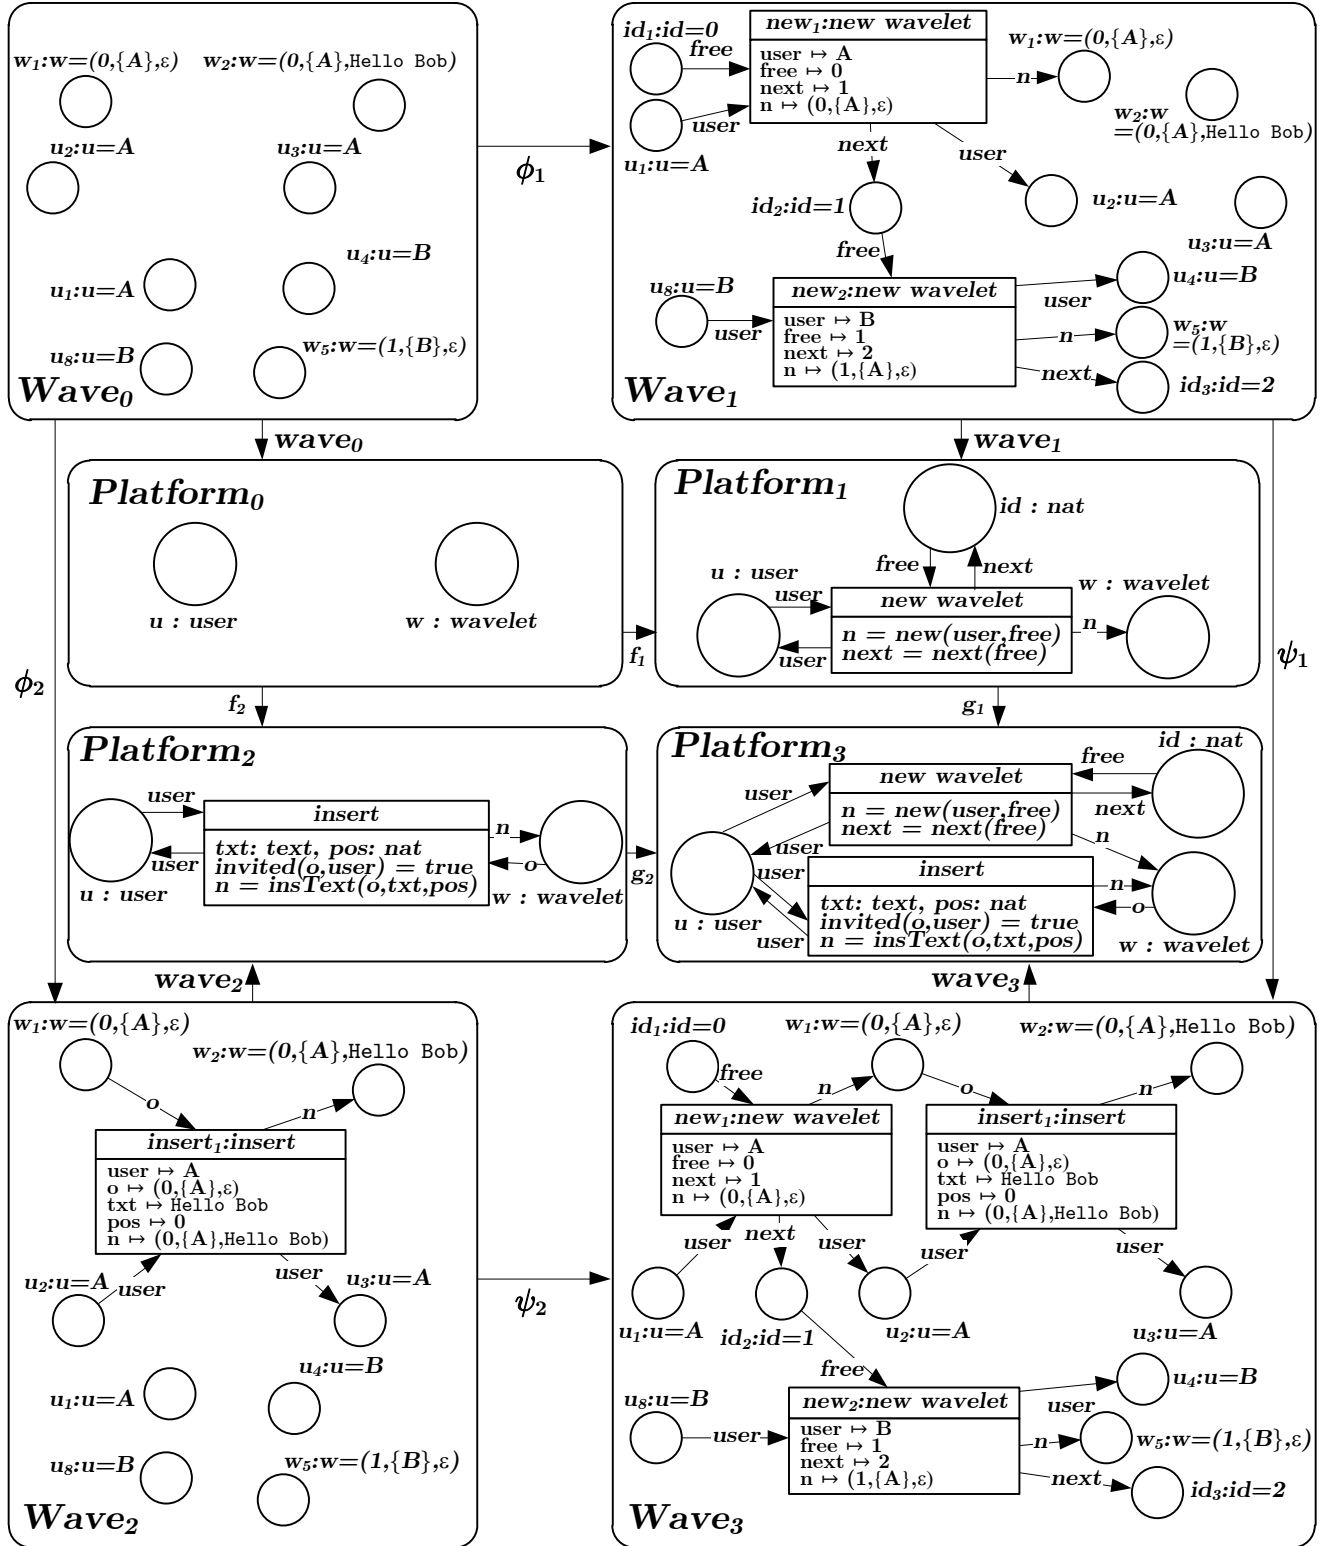 w₁:w=(0,{A},ε)
w₂:w=(0,{A},Hello Bob)
u₂:u=A
u₃:u=A
u₄:u=B
u₁:u=A
u₈:u=B
w₅:w=(1,{B},ε)
Wave₀
ϕ₁
id₁:id=0
free
new₁:new wavelet
user ↦ A
free ↦ 0
next ↦ 1
n ↦ (0,{A},ε)
w₁:w=(0,{A},ε)
n
w₂:w
=(0,{A},Hello Bob)
user
u₁:u=A
next
user
id₂:id=1
u₂:u=A
u₃:u=A
free
u₈:u=B
user
new₂:new wavelet
user ↦ B
free ↦ 1
next ↦ 2
n ↦ (1,{A},ε)
u₄:u=B
user
w₅:w
=(1,{B},ε)
n
next
id₃:id=2
Wave₁
wave₀
wave₁
Platform₀
u : user
w : wavelet
f₁
Platform₁
id : nat
free
next
u : user
user
user
new wavelet
n = new(user,free)
next = next(free)
n
w : wavelet
ϕ₂
ψ₁
f₂
g₁
Platform₂
user
user
insert
txt: text, pos: nat
invited(o,user) = true
n = insText(o,txt,pos)
n
o
u : user
w : wavelet
g₂
Platform₃
id : nat
free
next
new wavelet
n = new(user,free)
next = next(free)
user
user
n
user
user
insert
txt: text, pos: nat
invited(o,user) = true
n = insText(o,txt,pos)
n
o
u : user
w : wavelet
wave₂
wave₃
w₁:w=(0,{A},ε)
w₂:w=(0,{A},Hello Bob)
o
n
insert₁:insert
user ↦ A
o ↦ (0,{A},ε)
txt ↦ Hello Bob
pos ↦ 0
n ↦ (0,{A},Hello Bob)
u₂:u=A
user
user
u₃:u=A
u₄:u=B
u₁:u=A
u₈:u=B
w₅:w=(1,{B},ε)
Wave₂
ψ₂
id₁:id=0
w₁:w=(0,{A},ε)
w₂:w=(0,{A},Hello Bob)
free
n
o
n
new₁:new wavelet
user ↦ A
free ↦ 0
next ↦ 1
n ↦ (0,{A},ε)
insert₁:insert
user ↦ A
o ↦ (0,{A},ε)
txt ↦ Hello Bob
pos ↦ 0
n ↦ (0,{A},Hello Bob)
user
next
user
user
user
u₁:u=A
id₂:id=1
u₂:u=A
u₃:u=A
free
u₈:u=B
user
new₂:new wavelet
user ↦ B
free ↦ 1
next ↦ 2
n ↦ (1,{A},ε)
u₄:u=B
user
n
w₅:w=(1,{B},ε)
next
id₃:id=2
Wave₃